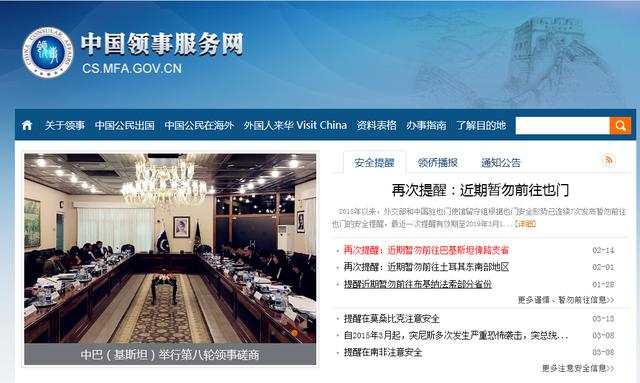 中国领事服务网
CS.MFA.GOV.CN
关于领事 中国公民出国 中国公民在海外 外国人来华 Visit China 资料表格 办事指南 了解目的地
安全提醒 领侨播报 通知公告
再次提醒：近期暂勿前往也门
2015年以来，外交部和中国驻也门使馆留守组根据也门安全形势已连续7次发布暂勿前往
也门的安全提醒，最近一次提醒有效期至2019年3月1...[详细]
再次提醒：近期暂勿前往巴基斯坦俾路支省 02-14
再次提醒：近期暂勿前往土耳其东南部地区 02-01
提醒近期暂勿前往布基纳法索部分省份 01-28
更多谨慎、暂勿前往信息>>
提醒在莫桑比克注意安全 03-13
自2015年3月起，突尼斯多次发生严重恐怖袭击，突总统... 03-08
提醒在南非注意安全 03-08
更多注意安全信息>>
中巴（基斯坦）举行第八轮领事磋商